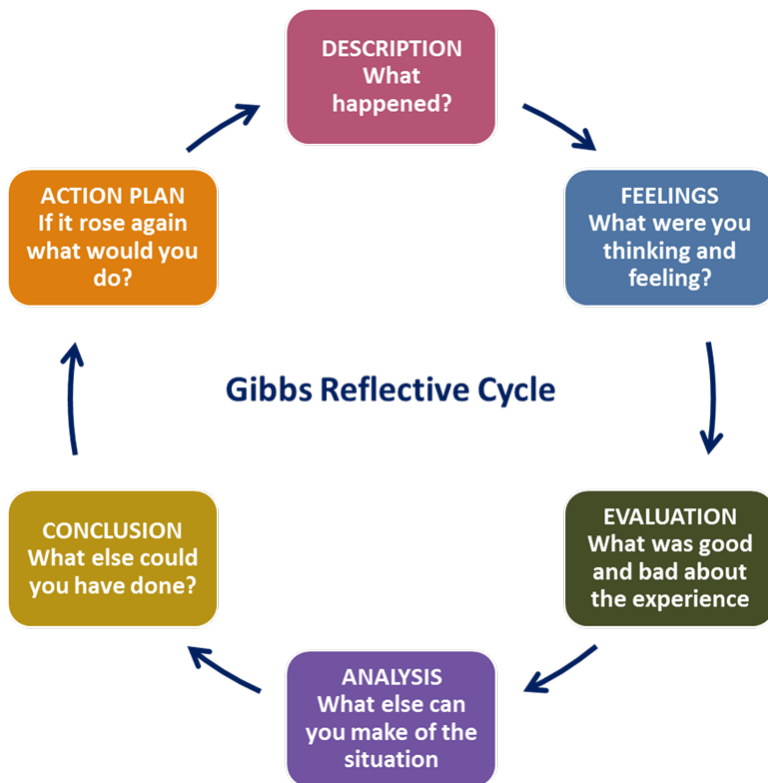 DESCRIPTION
What
happened?
FEELINGS
What were you
thinking and
feeling?
EVALUATION
What was good
and bad about
the experience
ANALYSIS
What else can
you make of the
situation
CONCLUSION
What else could
you have done?
ACTION PLAN
If it rose again
what would you
do?
Gibbs Reflective Cycle